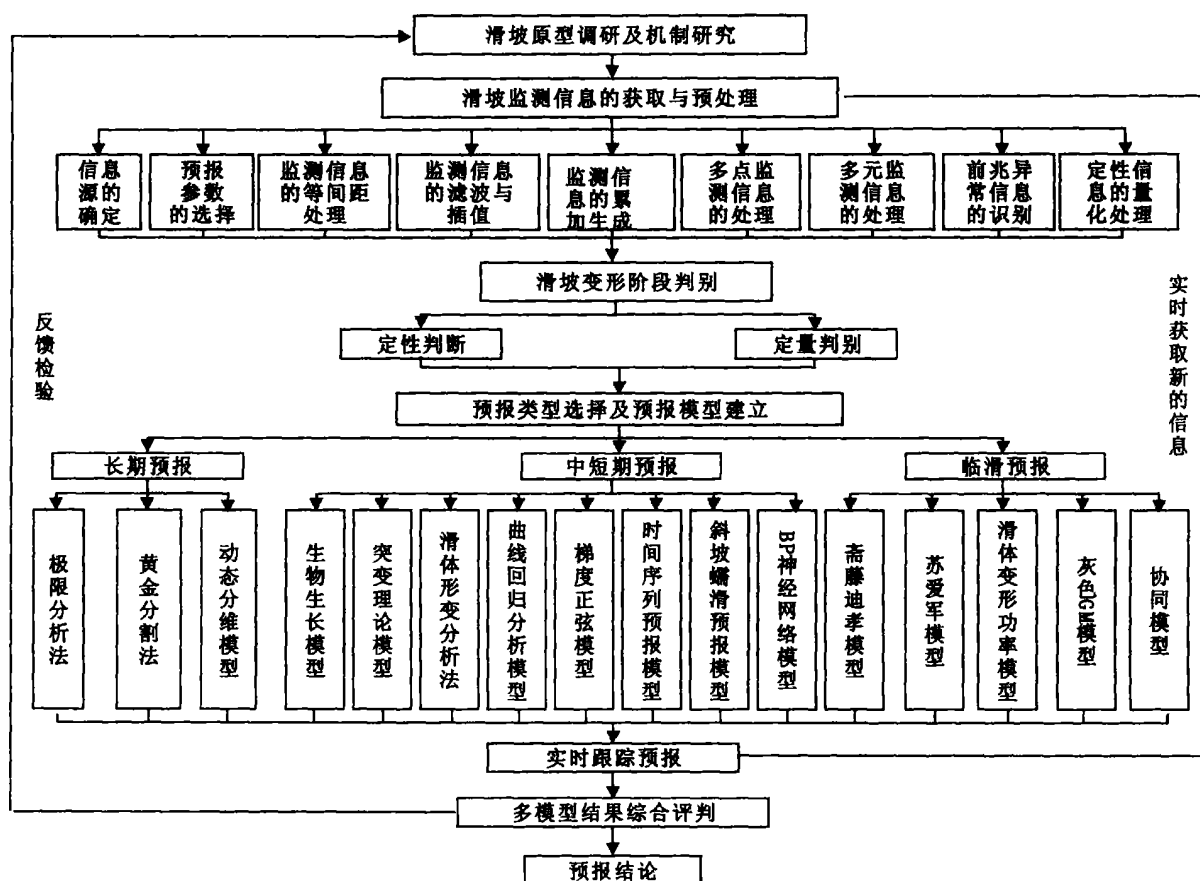 滑坡原型调研及机制研究
滑坡监测信息的获取与预处理
信息
源的
确定
预报
参数
的选择
监测信息
的等间距
处理
监测信息
的滤波与
插值
监测信
息的累
加生成
多点监
测信息
的处理
多元监
测信息
的处理
前兆异
常信息
的识别
定性信
息的量
化处理
滑坡变形阶段判别
反馈检验
实时获取新的信息
定性判断
定量判别
预报类型选择及预报模型建立
长期预报
中短期预报
临滑预报
极限分析法
黄金分割法
动态分维模型
生物生长模型
突变理论模型
滑体形变分析法
曲线回归分析模型
梯度正弦模型
时间序列预报模型
斜坡蠕滑预报模型
BP神经网络模型
斋藤迪孝模型
苏爱军模型
滑体变形功率模型
灰色GM模型
协同模型
实时跟踪预报
多模型结果综合评判
预报结论